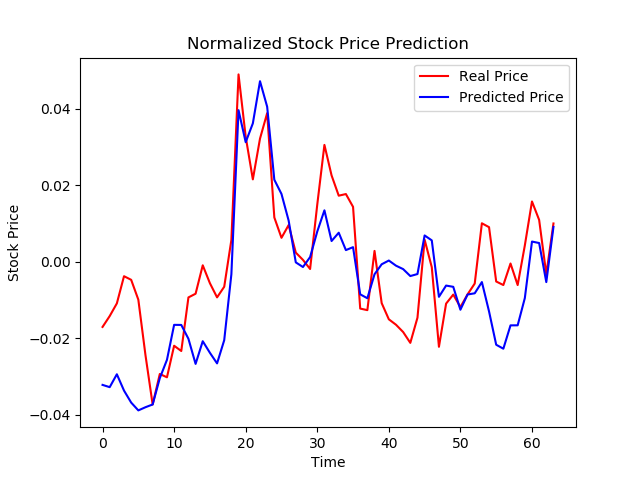 Normalized Stock Price Prediction
Real Price
Predicted Price
Stock Price
0.04
0.02
0.00
−0.02
−0.04
0 10 20 30 40 50 60
Time